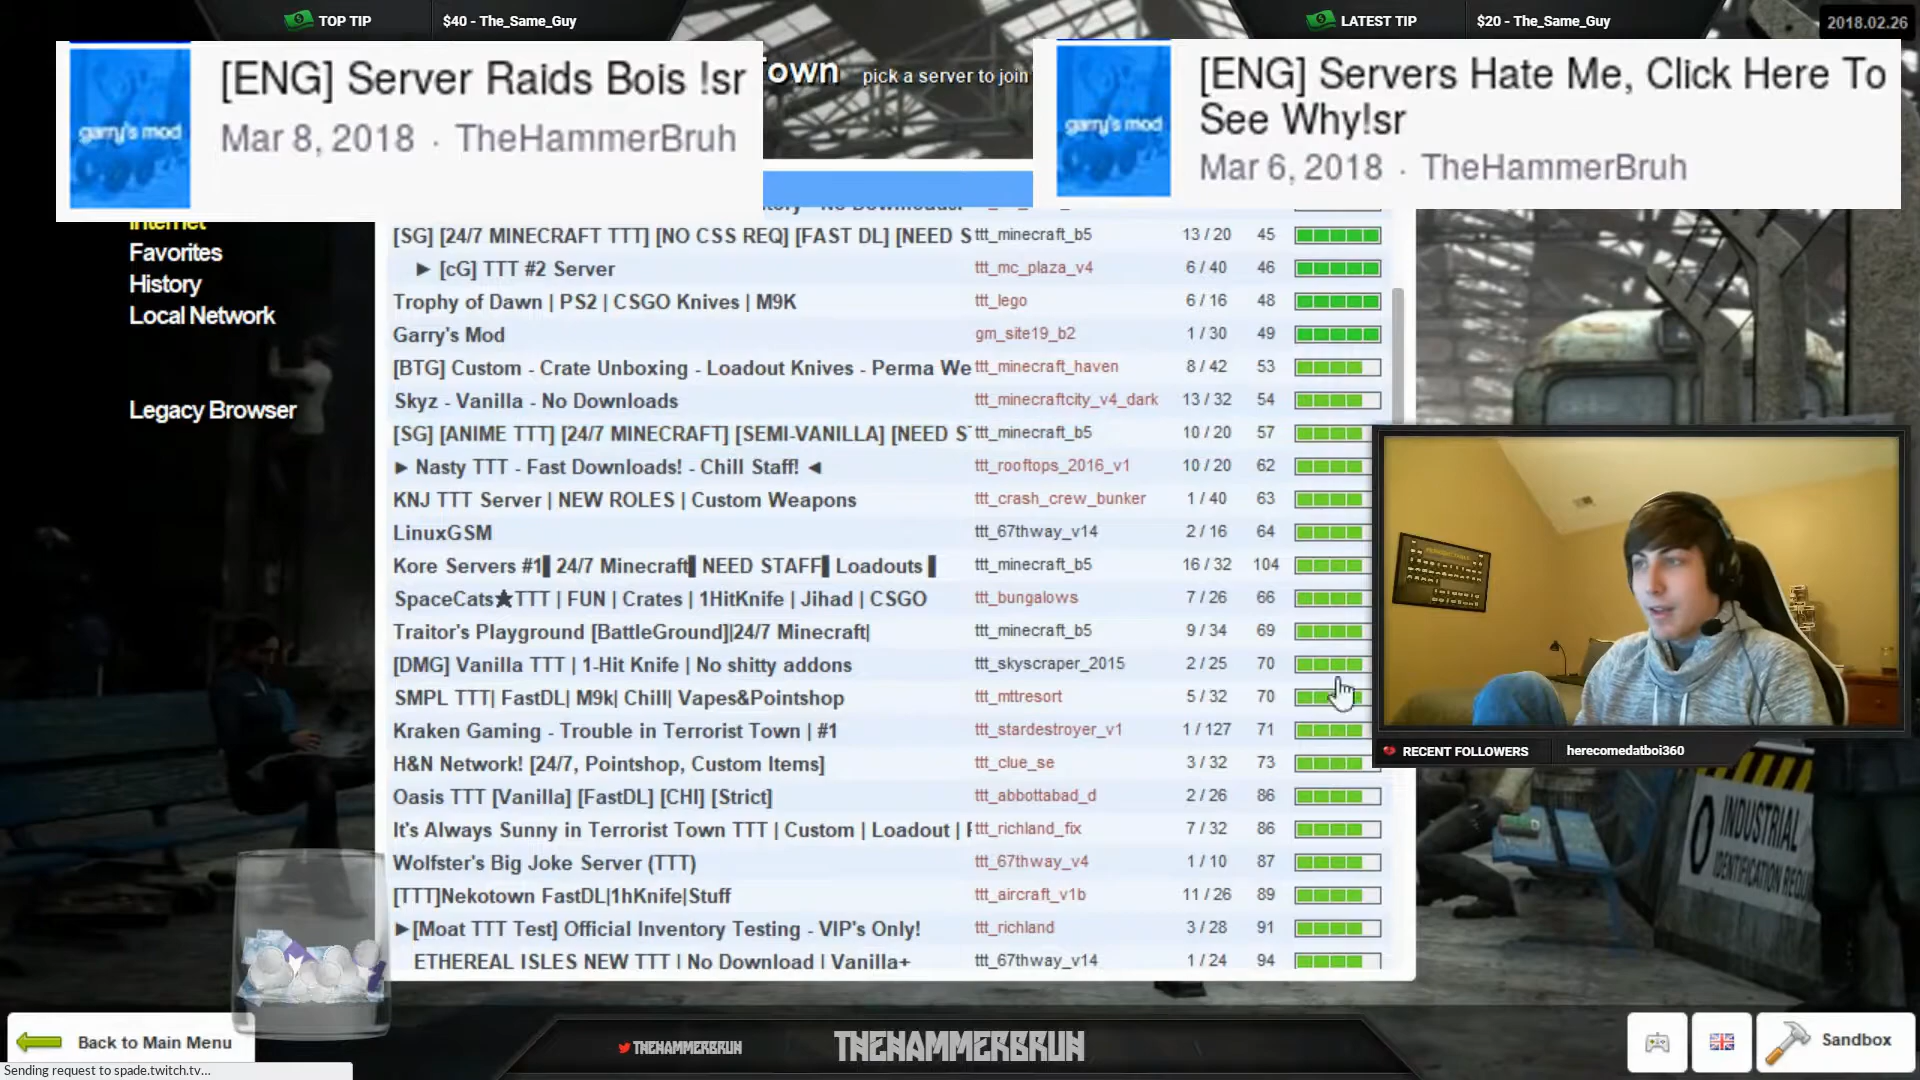 TOP TIP
$40 - The_Same_Guy
LATEST TIP
$20 - The_Same_Guy
2018.02.26
garry's mod
[ENG] Server Raids Bois !sr
Mar 8, 2018 · TheHammerBruh
own
pick a server to join
garry's mod
[ENG] Servers Hate Me, Click Here To
See Why!sr
Mar 6, 2018 · TheHammerBruh
Internet
Favorites
History
Local Network
Legacy Browser
[SG] [24/7 MINECRAFT TTT] [NO CSS REQ] [FAST DL] [NEED S ttt_minecraft_b5 13 / 20 45
► [cG] TTT #2 Server ttt_mc_plaza_v4 6 / 40 46
Trophy of Dawn | PS2 | CSGO Knives | M9K ttt_lego 6 / 16 48
Garry's Mod gm_site19_b2 1 / 30 49
[BTG] Custom - Crate Unboxing - Loadout Knives - Perma We ttt_minecraft_haven 8 / 42 53
Skyz - Vanilla - No Downloads ttt_minecraftcity_v4_dark 13 / 32 54
[SG] [ANIME TTT] [24/7 MINECRAFT] [SEMI-VANILLA] [NEED S ttt_minecraft_b5 10 / 20 57
► Nasty TTT - Fast Downloads! - Chill Staff! ◄ ttt_rooftops_2016_v1 10 / 20 62
KNJ TTT Server | NEW ROLES | Custom Weapons ttt_crash_crew_bunker 1 / 40 63
LinuxGSM ttt_67thway_v14 2 / 16 64
Kore Servers #1▌24/7 Minecraft▌NEED STAFF▌Loadouts ▌ ttt_minecraft_b5 16 / 32 104
SpaceCats★TTT | FUN | Crates | 1HitKnife | Jihad | CSGO ttt_bungalows 7 / 26 66
Traitor's Playground [BattleGround]|24/7 Minecraft| ttt_minecraft_b5 9 / 34 69
[DMG] Vanilla TTT | 1-Hit Knife | No shitty addons ttt_skyscraper_2015 2 / 25 70
SMPL TTT| FastDL| M9k| Chill| Vapes&Pointshop ttt_mttresort 5 / 32 70
Kraken Gaming - Trouble in Terrorist Town | #1 ttt_stardestroyer_v1 1 / 127 71
H&N Network! [24/7, Pointshop, Custom Items] ttt_clue_se 3 / 32 73
Oasis TTT [Vanilla] [FastDL] [CHI] [Strict] ttt_abbottabad_d 2 / 26 86
It's Always Sunny in Terrorist Town TTT | Custom | Loadout | ttt_richland_fix 7 / 32 86
Wolfster's Big Joke Server (TTT) ttt_67thway_v4 1 / 10 87
[TTT]Nekotown FastDL|1hKnife|Stuff ttt_aircraft_v1b 11 / 26 89
►[Moat TTT Test] Official Inventory Testing - VIP's Only! ttt_richland 3 / 28 91
ETHEREAL ISLES NEW TTT | No Download | Vanilla+ ttt_67thway_v14 1 / 24 94
RECENT FOLLOWERS
herecomedatboi360
INDUSTRIAL
IDENTIFICATION REQU
Back to Main Menu
THEHAMMERBRUH
THEHAMMERBRUH
Sandbox
Sending request to spade.twitch.tv...